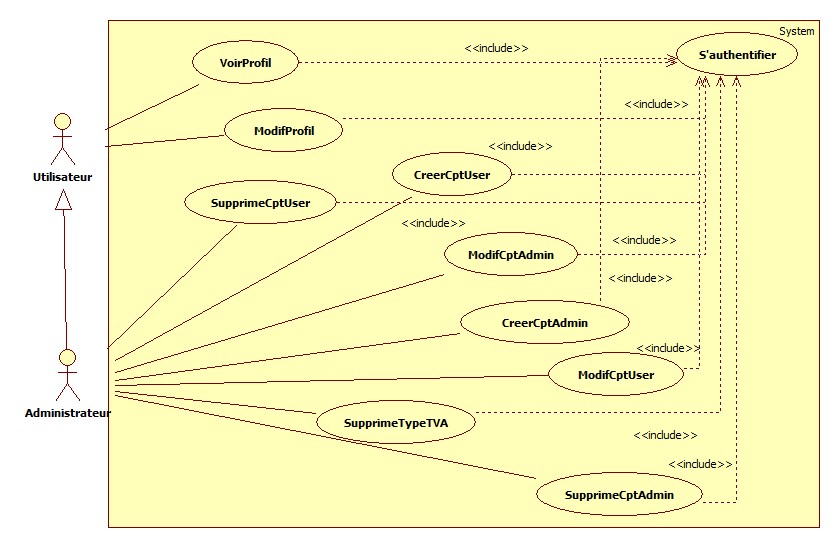 System
<<include>>
S'authentifier
VoirProfil
<<include>>
ModifProfil
<<include>>
CreerCptUser
Utilisateur
SupprimeCptUser
<<include>>
<<include>>
ModifCptAdmin
<<include>>
CreerCptAdmin
<<include>>
ModifCptUser
Administrateur
SupprimeTypeTVA
<<include>>
<<include>>
SupprimeCptAdmin